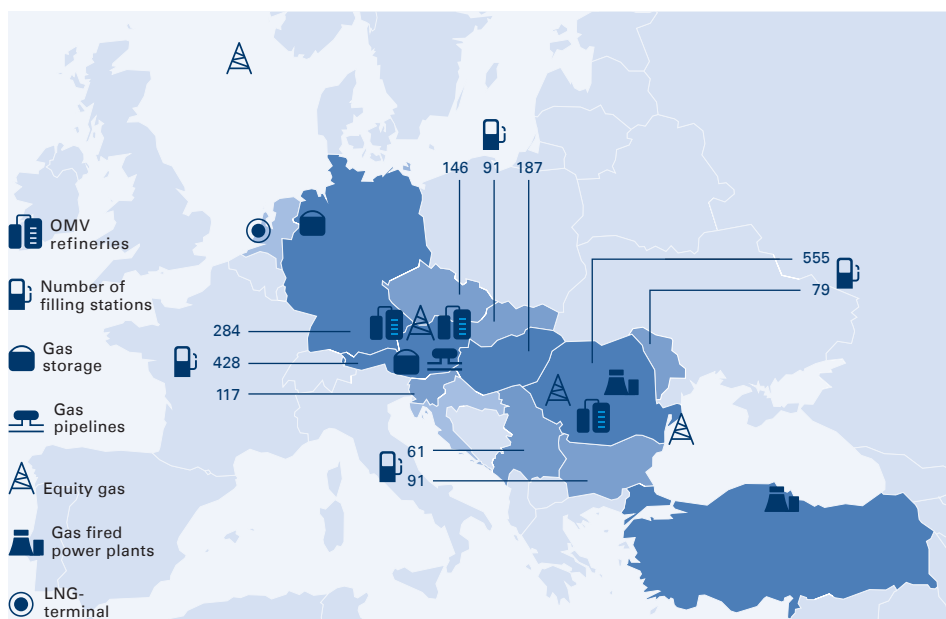 146 91 187
OMV
refineries
Number of
filling stations
Gas
storage
Gas
pipelines
Equity gas
Gas fired
power plants
LNG-
terminal
555
79
284
428
117
61
91